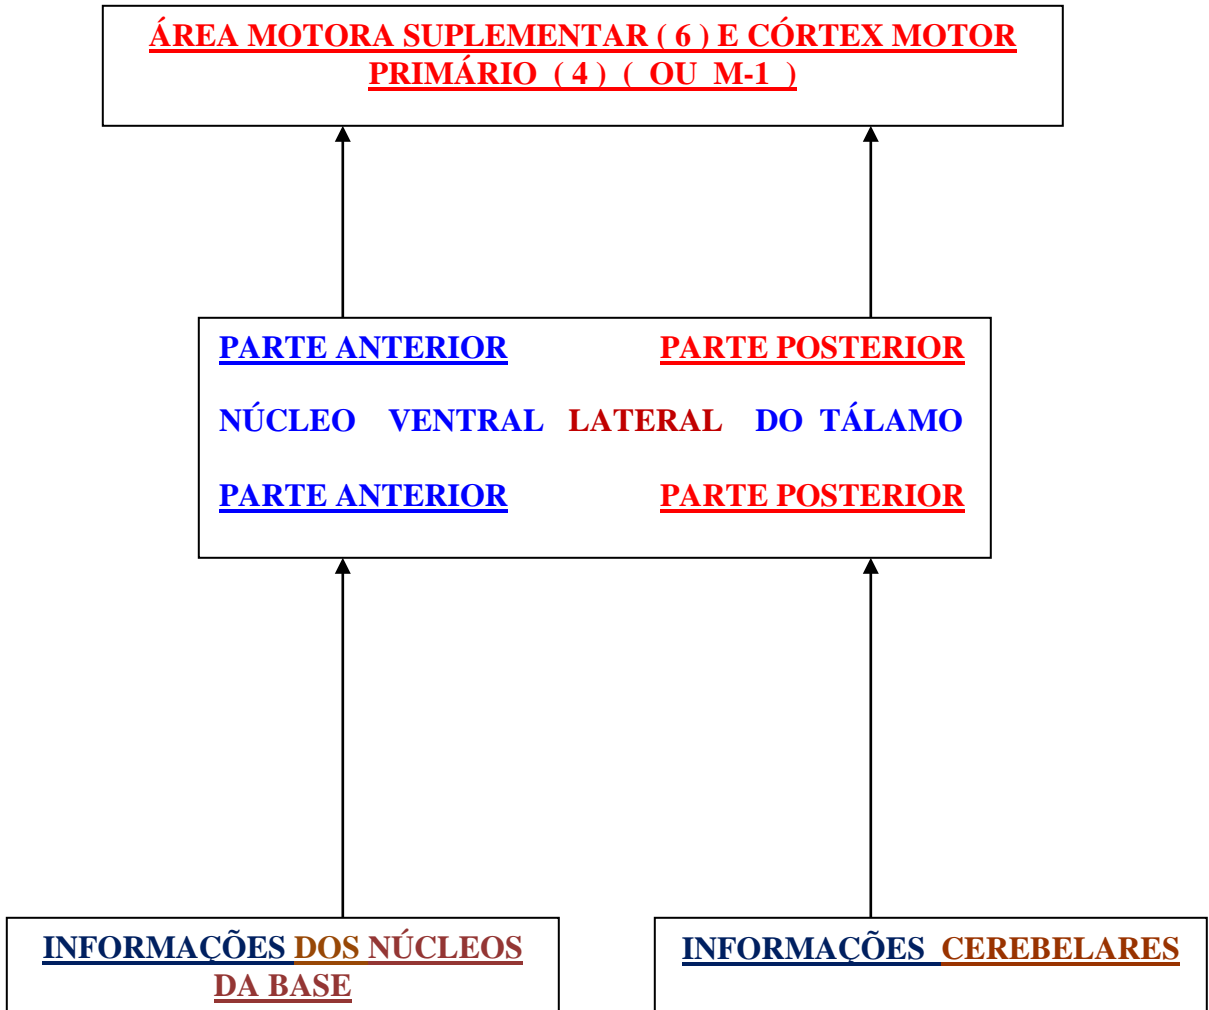 ÁREA MOTORA SUPLEMENTAR ( 6 ) E CÓRTEX MOTOR
PRIMÁRIO ( 4 ) ( OU M-1 )
PARTE ANTERIOR PARTE POSTERIOR
NÚCLEO VENTRAL LATERAL DO TÁLAMO
PARTE ANTERIOR PARTE POSTERIOR
INFORMAÇÕES DOS NÚCLEOS
DA BASE
INFORMAÇÕES CEREBELARES